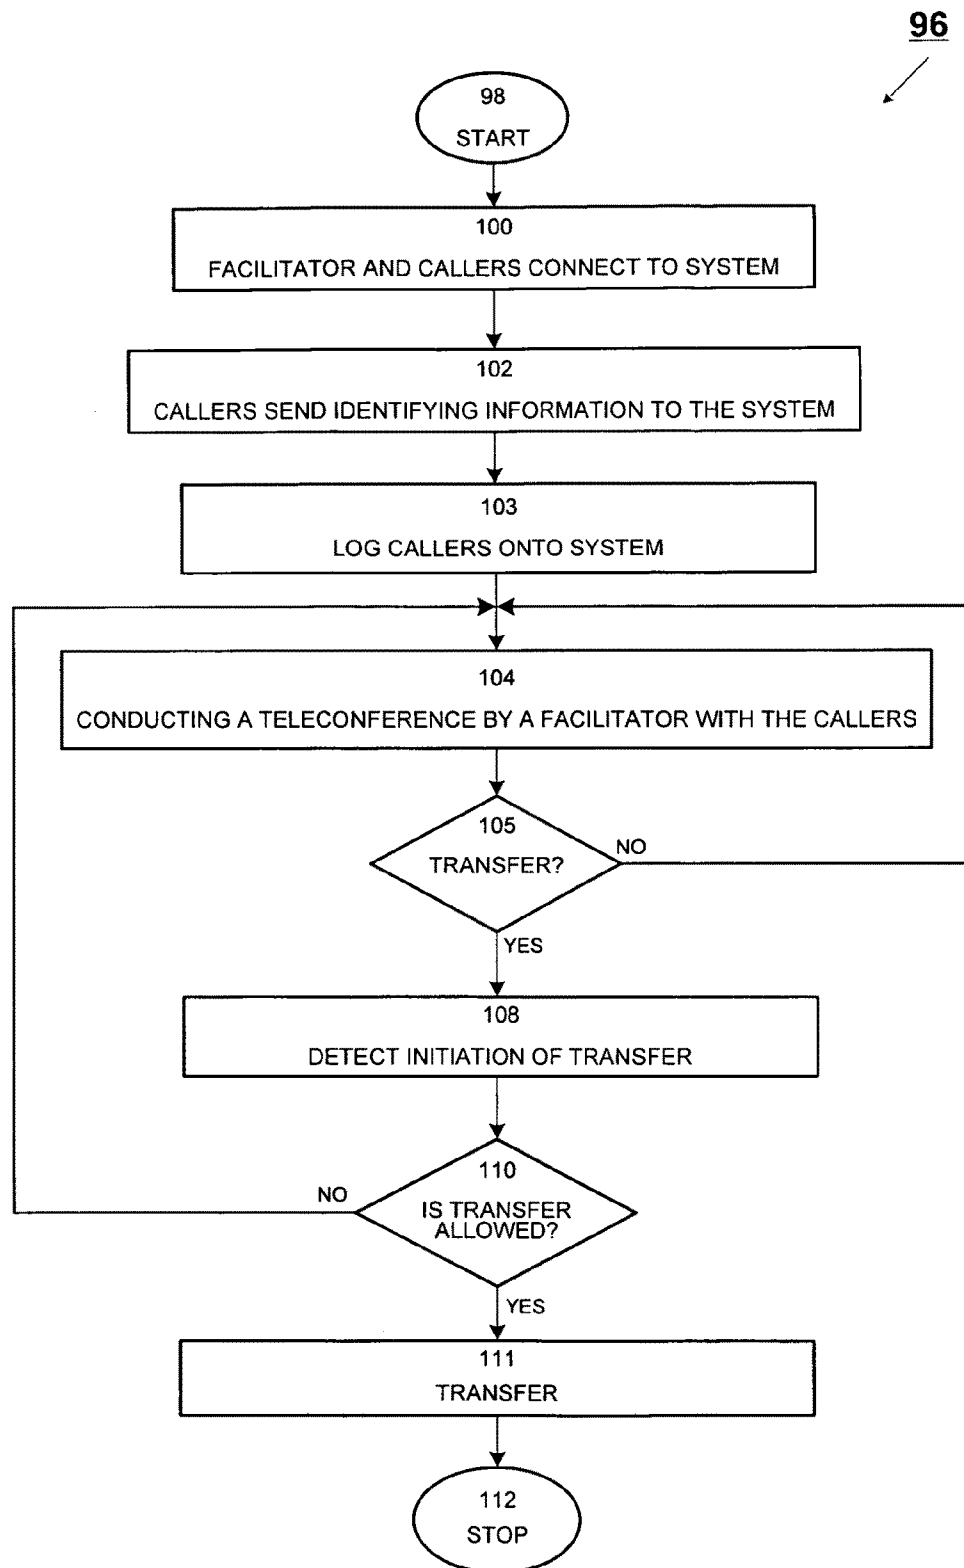 96
98
START
100
FACILITATOR AND CALLERS CONNECT TO SYSTEM
102
CALLERS SEND IDENTIFYING INFORMATION TO THE SYSTEM
103
LOG CALLERS ONTO SYSTEM
104
CONDUCTING A TELECONFERENCE BY A FACILITATOR WITH THE CALLERS
105
TRANSFER?
NO
YES
108
DETECT INITIATION OF TRANSFER
110
IS TRANSFER
ALLOWED?
NO
YES
111
TRANSFER
112
STOP